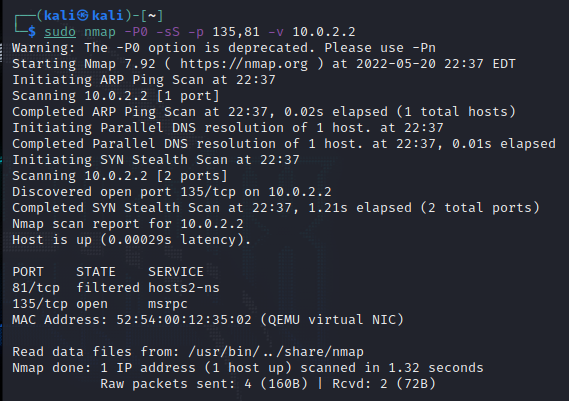 ┌──(kali㉿kali)-[~]
└─$ sudo nmap -P0 -sS -p 135,81 -v 10.0.2.2
Warning: The -P0 option is deprecated. Please use -Pn
Starting Nmap 7.92 ( https://nmap.org ) at 2022-05-20 22:37 EDT
Initiating ARP Ping Scan at 22:37
Scanning 10.0.2.2 [1 port]
Completed ARP Ping Scan at 22:37, 0.02s elapsed (1 total hosts)
Initiating Parallel DNS resolution of 1 host. at 22:37
Completed Parallel DNS resolution of 1 host. at 22:37, 0.01s elapsed
Initiating SYN Stealth Scan at 22:37
Scanning 10.0.2.2 [2 ports]
Discovered open port 135/tcp on 10.0.2.2
Completed SYN Stealth Scan at 22:37, 1.21s elapsed (2 total ports)
Nmap scan report for 10.0.2.2
Host is up (0.00029s latency).

PORT    STATE    SERVICE
81/tcp  filtered hosts2-ns
135/tcp open     msrpc
MAC Address: 52:54:00:12:35:02 (QEMU virtual NIC)

Read data files from: /usr/bin/../share/nmap
Nmap done: 1 IP address (1 host up) scanned in 1.32 seconds
           Raw packets sent: 4 (160B) | Rcvd: 2 (72B)